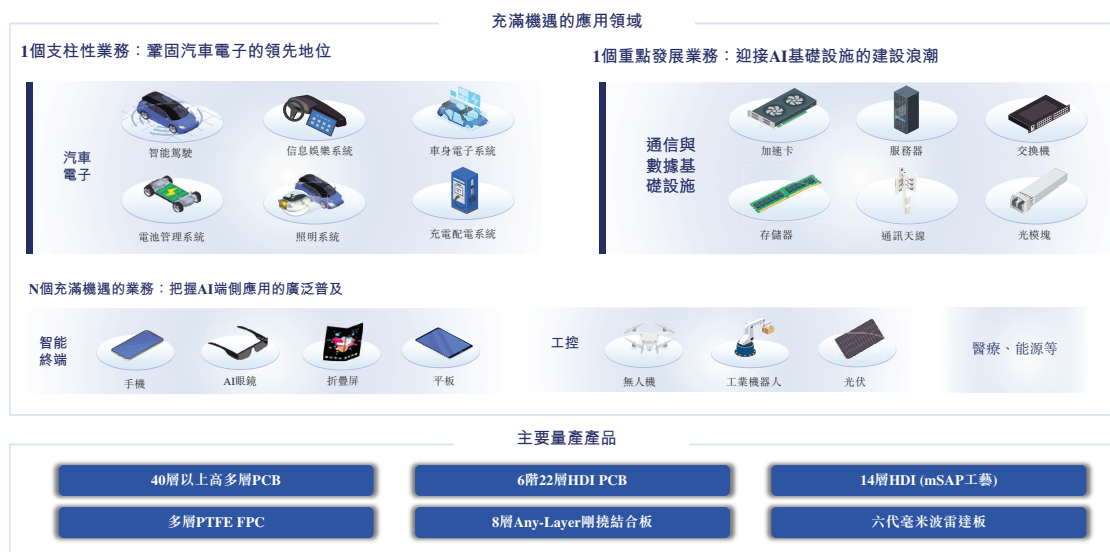 充滿機遇的應用領域
1個支柱性業務：鞏固汽車電子的領先地位
汽車
電子
智能駕駛
信息娛樂系統
車身電子系統
電池管理系統
照明系統
充電配電系統
1個重點發展業務：迎接AI基礎設施的建設浪潮
通信與
數據基
礎設施
加速卡
服務器
交換機
存儲器
通訊天線
光模塊
N個充滿機遇的業務：把握AI端側應用的廣泛普及
智能
終端
手機
AI眼鏡
折疊屏
平板
工控
無人機
工業機器人
光伏
醫療、能源等
主要量產產品
40層以上高多層PCB
6階22層HDI PCB
14層HDI (mSAP工藝)
多層PTFE FPC
8層Any-Layer剛撓結合板
六代毫米波雷達板